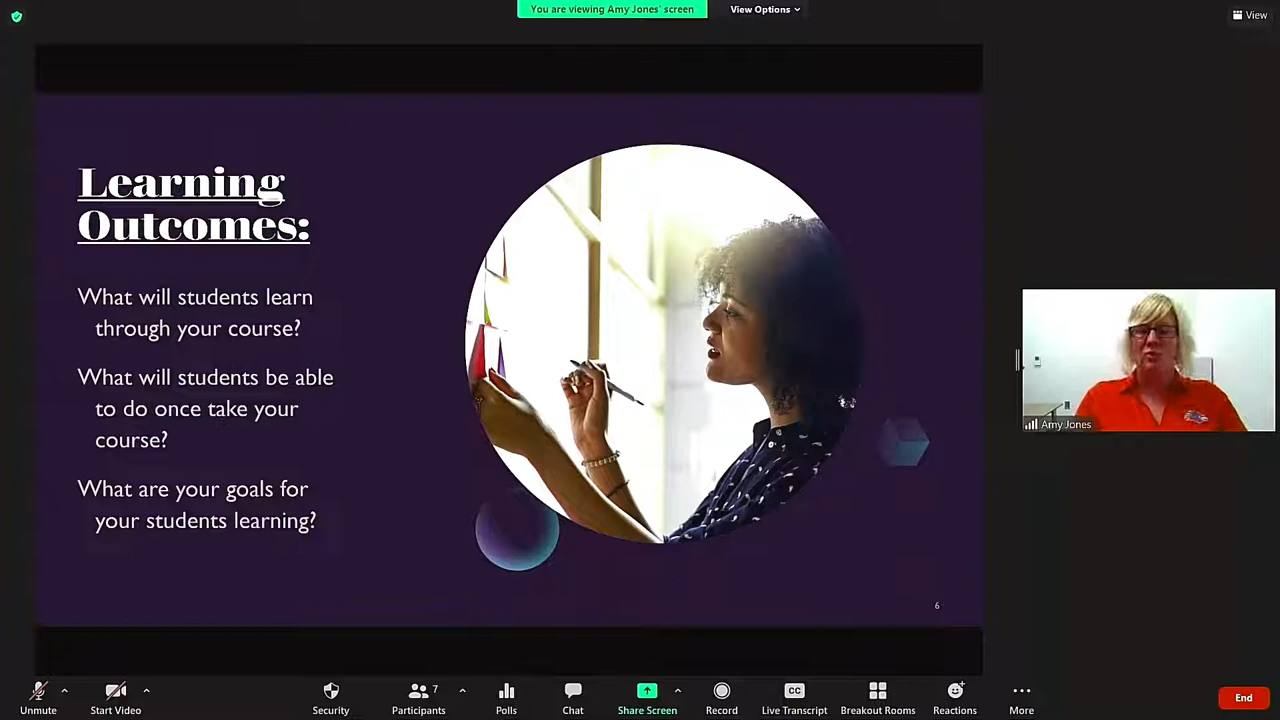 You are viewing Amy Jones' screen
View Options
View
Learning
Outcomes:
What will students learn
through your course?
What will students be able
to do once take your
course?
What are your goals for
your students learning?
6
Amy Jones
Unmute
Start Video
Security
Participants
7
Polls
Chat
Share Screen
Record
CC
Live Transcript
Breakout Rooms
Reactions
More
End